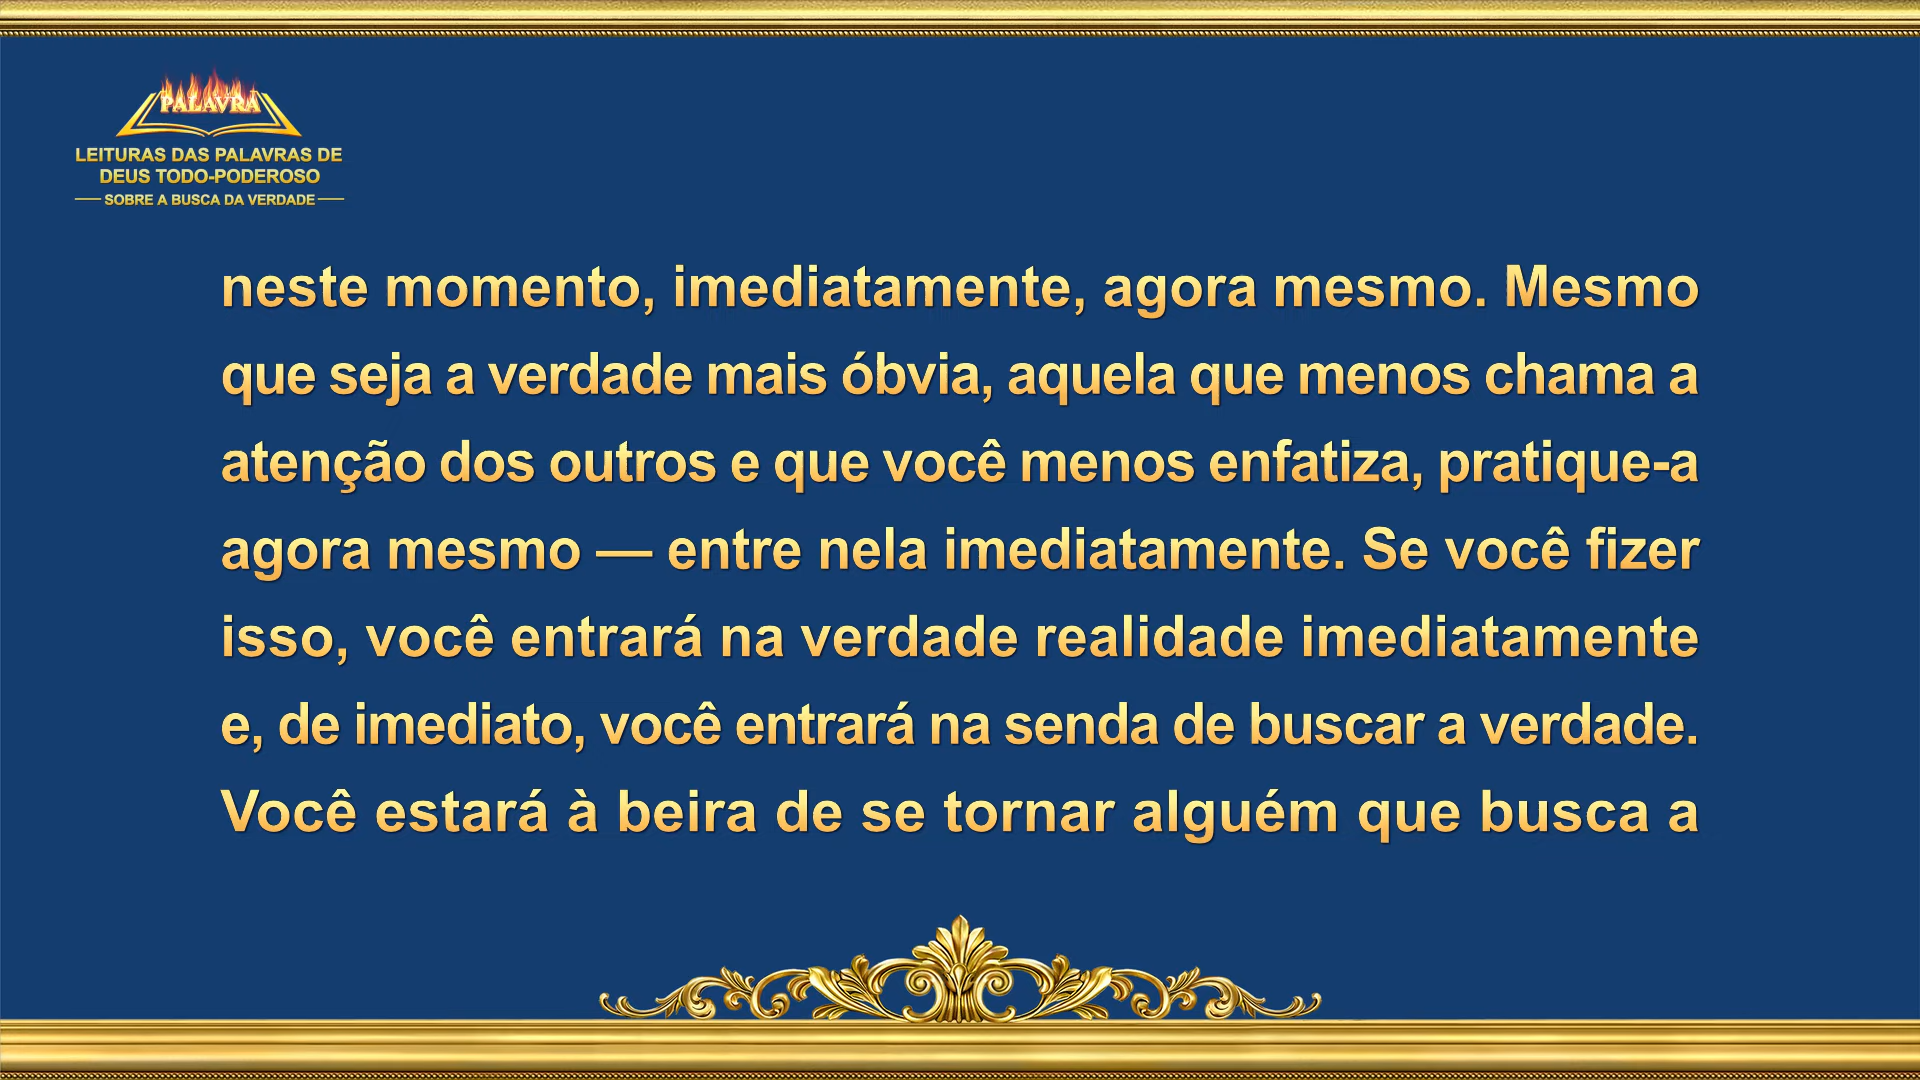 PALAVRA
LEITURAS DAS PALAVRAS DE
DEUS TODO-PODEROSO
SOBRE A BUSCA DA VERDADE
neste momento, imediatamente, agora mesmo. Mesmo
que seja a verdade mais óbvia, aquela que menos chama a
atenção dos outros e que você menos enfatiza, pratique-a
agora mesmo — entre nela imediatamente. Se você fizer
isso, você entrará na verdade realidade imediatamente
e, de imediato, você entrará na senda de buscar a verdade.
Você estará à beira de se tornar alguém que busca a